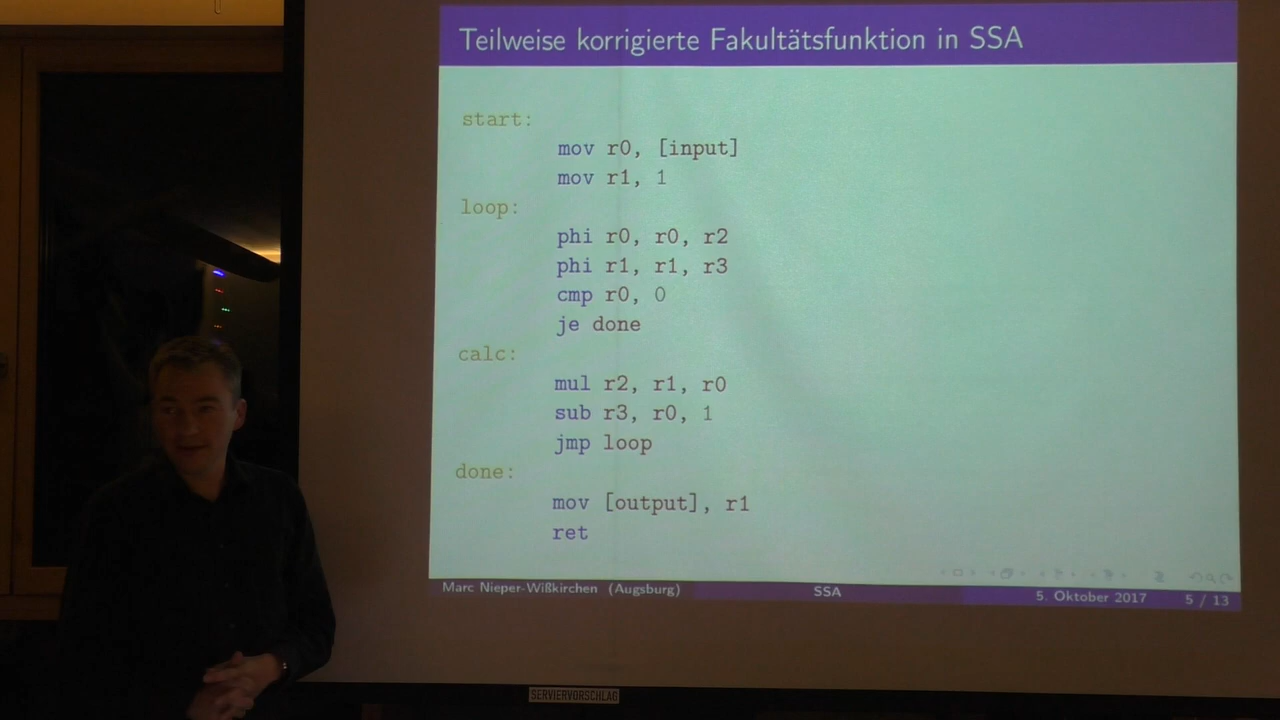 Teilweise korrigierte Fakultätsfunktion in SSA
start:
mov r0, [input]
mov r1, 1
loop:
phi r0, r0, r2
phi r1, r1, r3
cmp r0, 0
je done
calc:
mul r2, r1, r0
sub r3, r0, 1
jmp loop
done:
mov [output], r1
ret
Marc Nieper-Wißkirchen (Augsburg) SSA 5. Oktober 2017 5 / 13
SERVIERVORSCHLAG